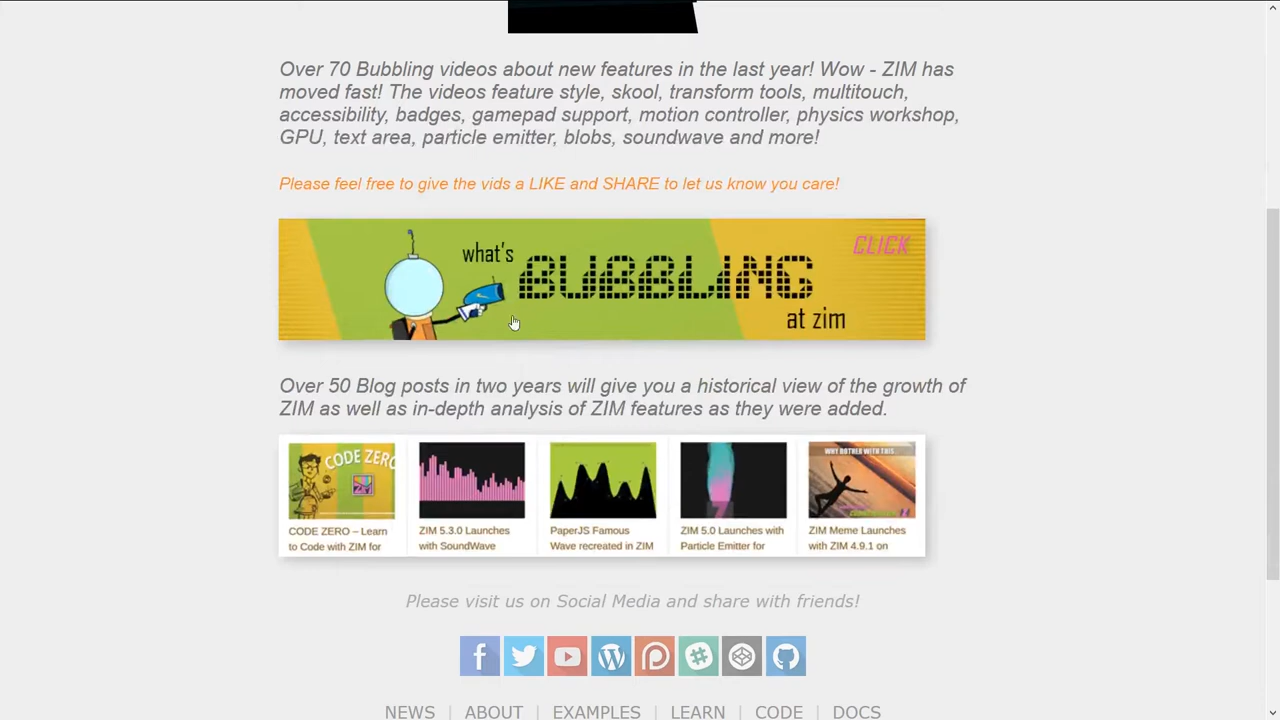 Over 70 Bubbling videos about new features in the last year! Wow - ZIM has
moved fast! The videos feature style, skool, transform tools, multitouch,
accessibility, badges, gamepad support, motion controller, physics workshop,
GPU, text area, particle emitter, blobs, soundwave and more!
Please feel free to give the vids a LIKE and SHARE to let us know you care!
what's BUBBLING
at zim
CLICK
Over 50 Blog posts in two years will give you a historical view of the growth of
ZIM as well as in-depth analysis of ZIM features as they were added.
CODE ZERO
WHY BOTHER WITH THIS,
CODE ZERO – Learn
to Code with ZIM for
ZIM 5.3.0 Launches
with SoundWave
PaperJS Famous
Wave recreated in ZIM
ZIM 5.0 Launches with
Particle Emitter for
ZIM Meme Launches
with ZIM 4.9.1 on
Please visit us on Social Media and share with friends!
NEWS | ABOUT | EXAMPLES | LEARN | CODE | DOCS